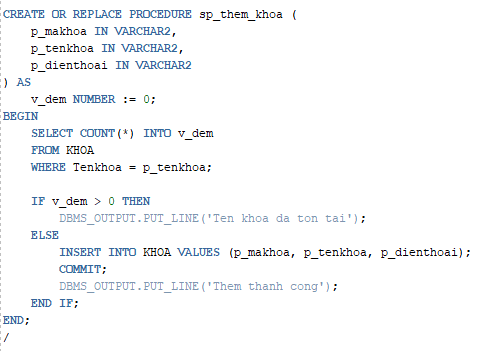 CREATE OR REPLACE PROCEDURE sp_them_khoa (
    p_makhoa IN VARCHAR2,
    p_tenkhoa IN VARCHAR2,
    p_dienthoai IN VARCHAR2
) AS
    v_dem NUMBER := 0;
BEGIN
    SELECT COUNT(*) INTO v_dem
    FROM KHOA
    WHERE Tenkhoa = p_tenkhoa;

    IF v_dem > 0 THEN
        DBMS_OUTPUT.PUT_LINE('Ten khoa da ton tai');
    ELSE
        INSERT INTO KHOA VALUES (p_makhoa, p_tenkhoa, p_dienthoai);
        COMMIT;
        DBMS_OUTPUT.PUT_LINE('Them thanh cong');
    END IF;
END;
/